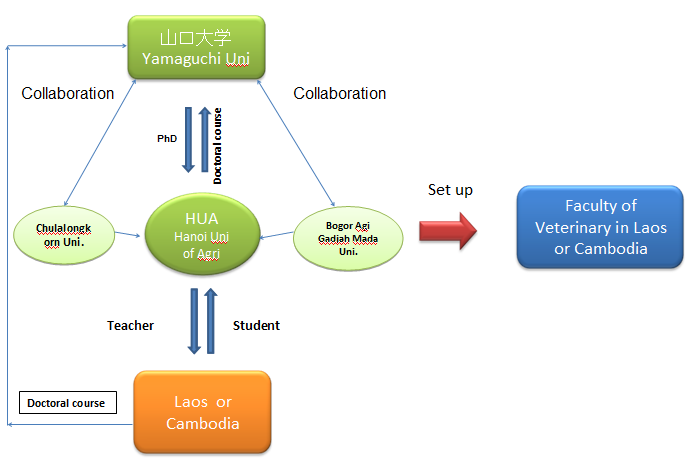 山口大学
Yamaguchi Uni
Collaboration
Collaboration
PhD
Doctoral course
Set up
Chulalongk
orn Uni.
HUA
Hanoi Uni
of Agri
Bogor Agi
Gadjah Mada
Uni.
Faculty of
Veterinary in Laos
or Cambodia
Teacher
Student
Doctoral course
Laos or
Cambodia